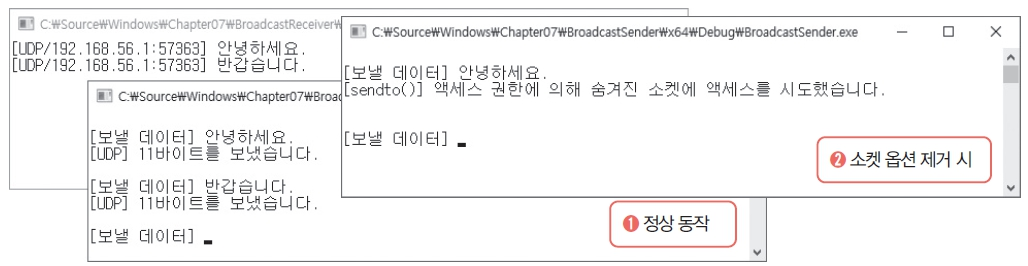 C:₩Source₩Windows₩Chapter07₩BroadcastReceiver₩
[UDP/192.168.56.1:57363] 안녕하세요.
[UDP/192.168.56.1:57363] 반갑습니다.
C:₩Source₩Windows₩Chapter07₩Broad
[보낼 데이터] 안녕하세요.
[UDP] 11바이트를 보냈습니다.
[보낼 데이터] 반갑습니다.
[UDP] 11바이트를 보냈습니다.
[보낼 데이터]
❶ 정상 동작
C:₩Source₩Windows₩Chapter07₩BroadcastSender₩x64₩Debug₩BroadcastSender.exe
[보낼 데이터] 안녕하세요.
[sendto()] 액세스 권한에 의해 숨겨진 소켓에 액세스를 시도했습니다.
[보낼 데이터]
❷ 소켓 옵션 제거 시